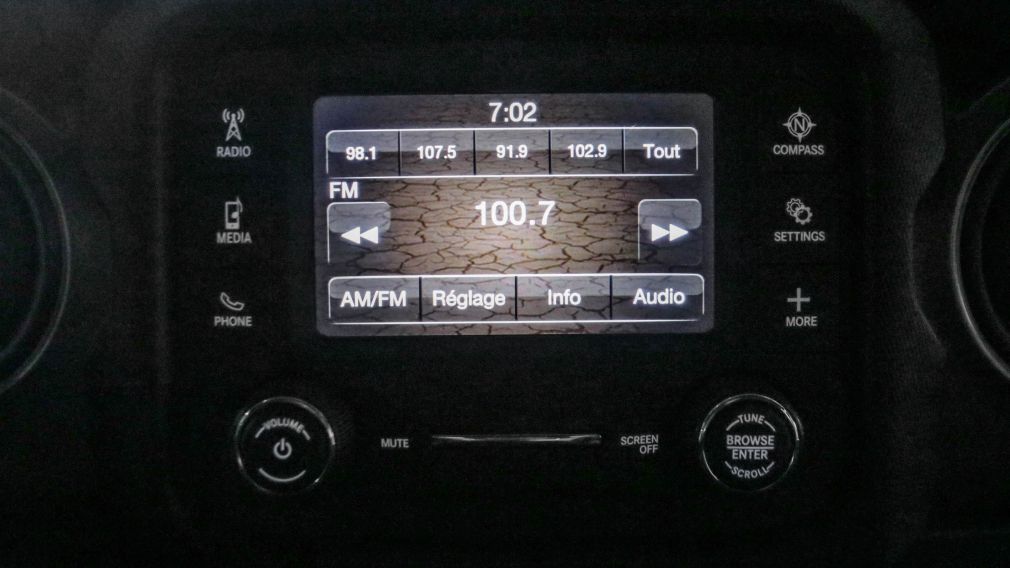 7:02
98.1 107.5 91.9 102.9 Tout
FM
100.7
AM/FM Réglage Info Audio
RADIO
MEDIA
PHONE
N
COMPASS
SETTINGS
MORE
VOLUME
MUTE
SCREEN
OFF
TUNE
BROWSE
ENTER
SCROLL